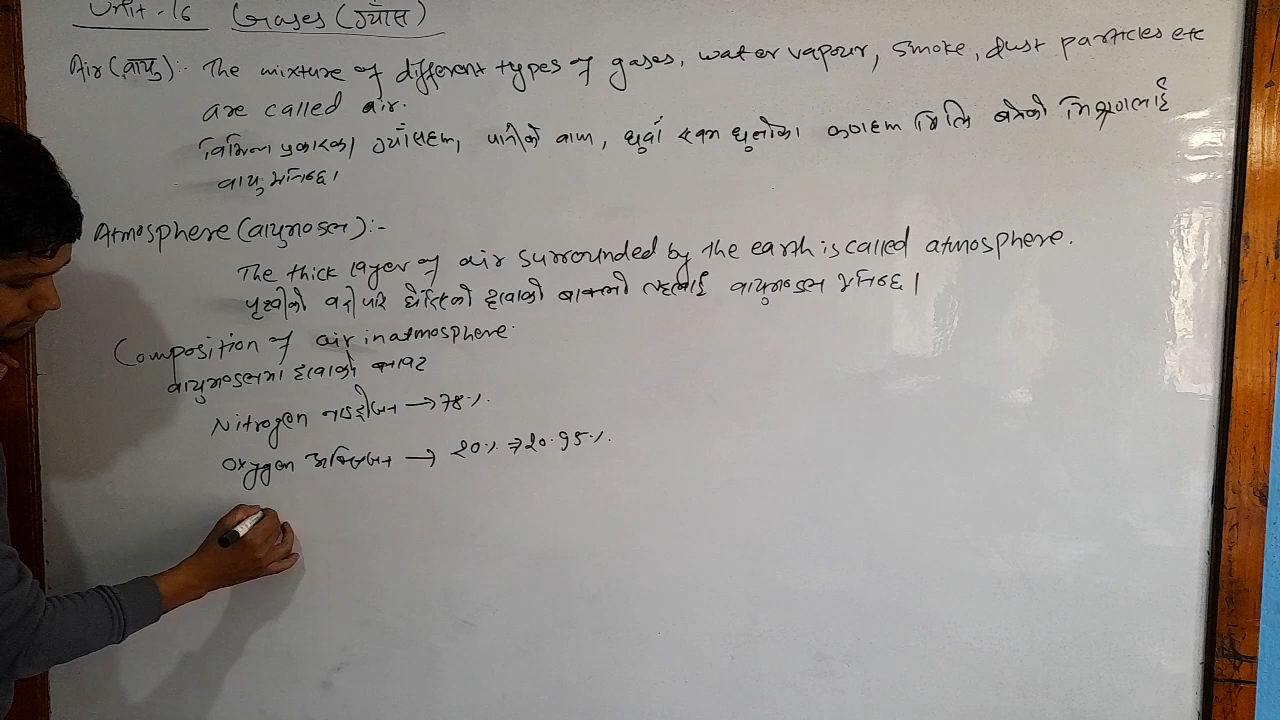 Unit-16 Gases (ग्याँस)
Air (वायु) :- The mixture of different types of gases, water vapour, smoke, dust particles etc
are called air.
विभिन्न प्रकारका ग्याँसहरू, पानीको बाफ, धुवाँ एवम धुलोका कणहरू मिलि बनेको मिश्रणलाई
वायु भनिन्छ।
Atmosphere (वायुमण्डल) :-
The thick layer of air surrounded by the earth is called atmosphere.
पृथ्वीको वरीपरि घेरिएको हावाको बाक्लो तहलाई वायुमण्डल भनिन्छ।
Composition of air in atmosphere.
वायुमण्डलमा हावाको बनावट
Nitrogen नाइट्रोजन → 78%.
Oxygen अक्सिजन → 20% ⇒ 20.95%.